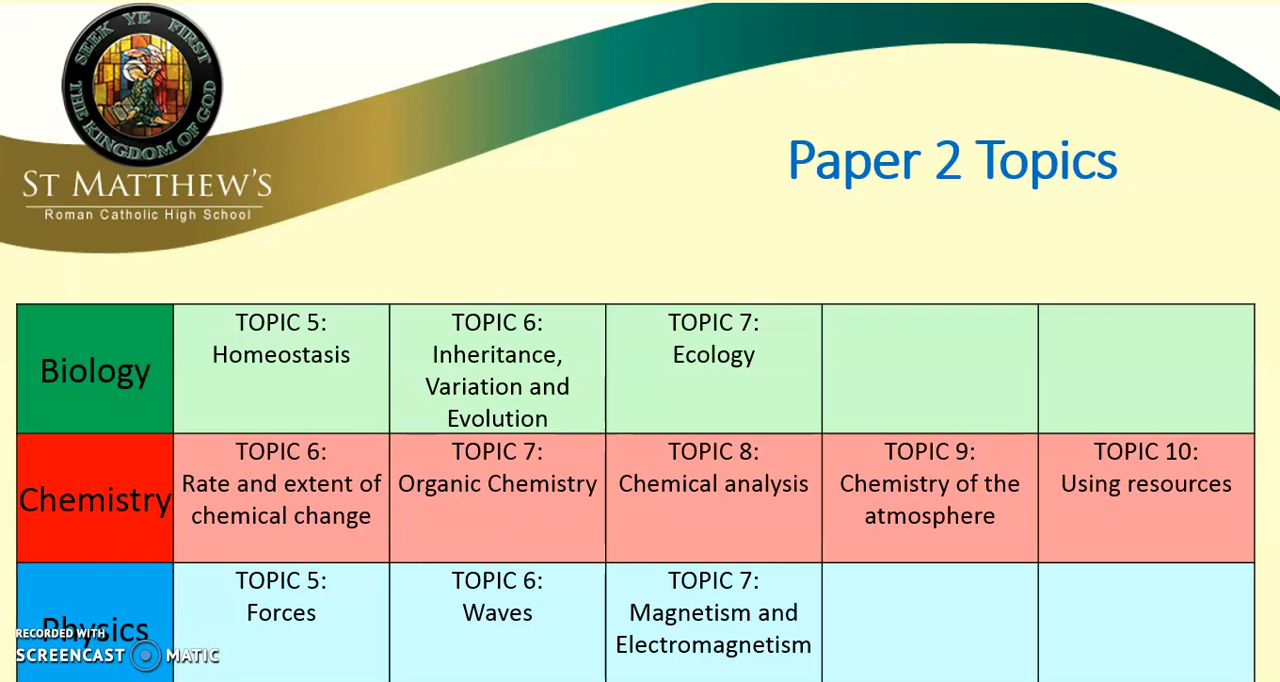 SEEK YE FIRST
THE KINGDOM OF GOD
ST MATTHEW'S
Roman Catholic High School
Paper 2 Topics
Biology
TOPIC 5:
Homeostasis
TOPIC 6:
Inheritance,
Variation and
Evolution
TOPIC 7:
Ecology
Chemistry
TOPIC 6:
Rate and extent of
chemical change
TOPIC 7:
Organic Chemistry
TOPIC 8:
Chemical analysis
TOPIC 9:
Chemistry of the
atmosphere
TOPIC 10:
Using resources
Physics
TOPIC 5:
Forces
TOPIC 6:
Waves
TOPIC 7:
Magnetism and
Electromagnetism
RECORDED WITH
SCREENCAST MATIC